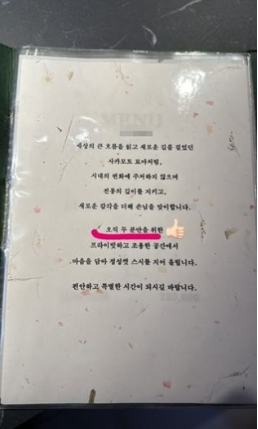 MENU
세상의 큰 흐름을 읽고 새로운 길을 걸었던
사카모토 료마처럼,
시대의 변화에 주저하지 않으며
전통의 깊이를 지키고,
새로운 감각을 더해 손님을 맞이합니다.
오직 두 분만을 위한
프라이빗하고 조용한 공간에서
마음을 담아 정성껏 스시를 지어 올립니다.
편안하고 특별한 시간이 되시길 바랍니다.